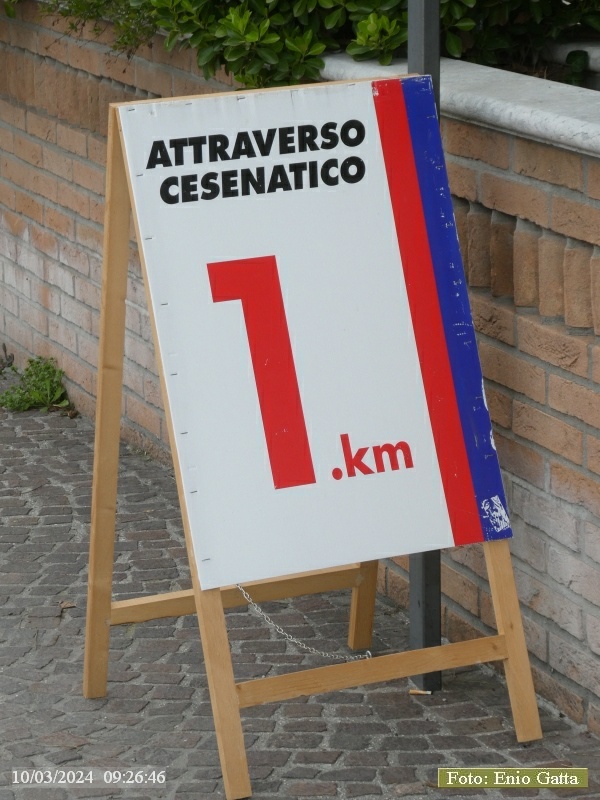 ATTRAVERSO
CESENATICO
1
.km
10/03/2024 09:26:46
Foto: Enio Gatta